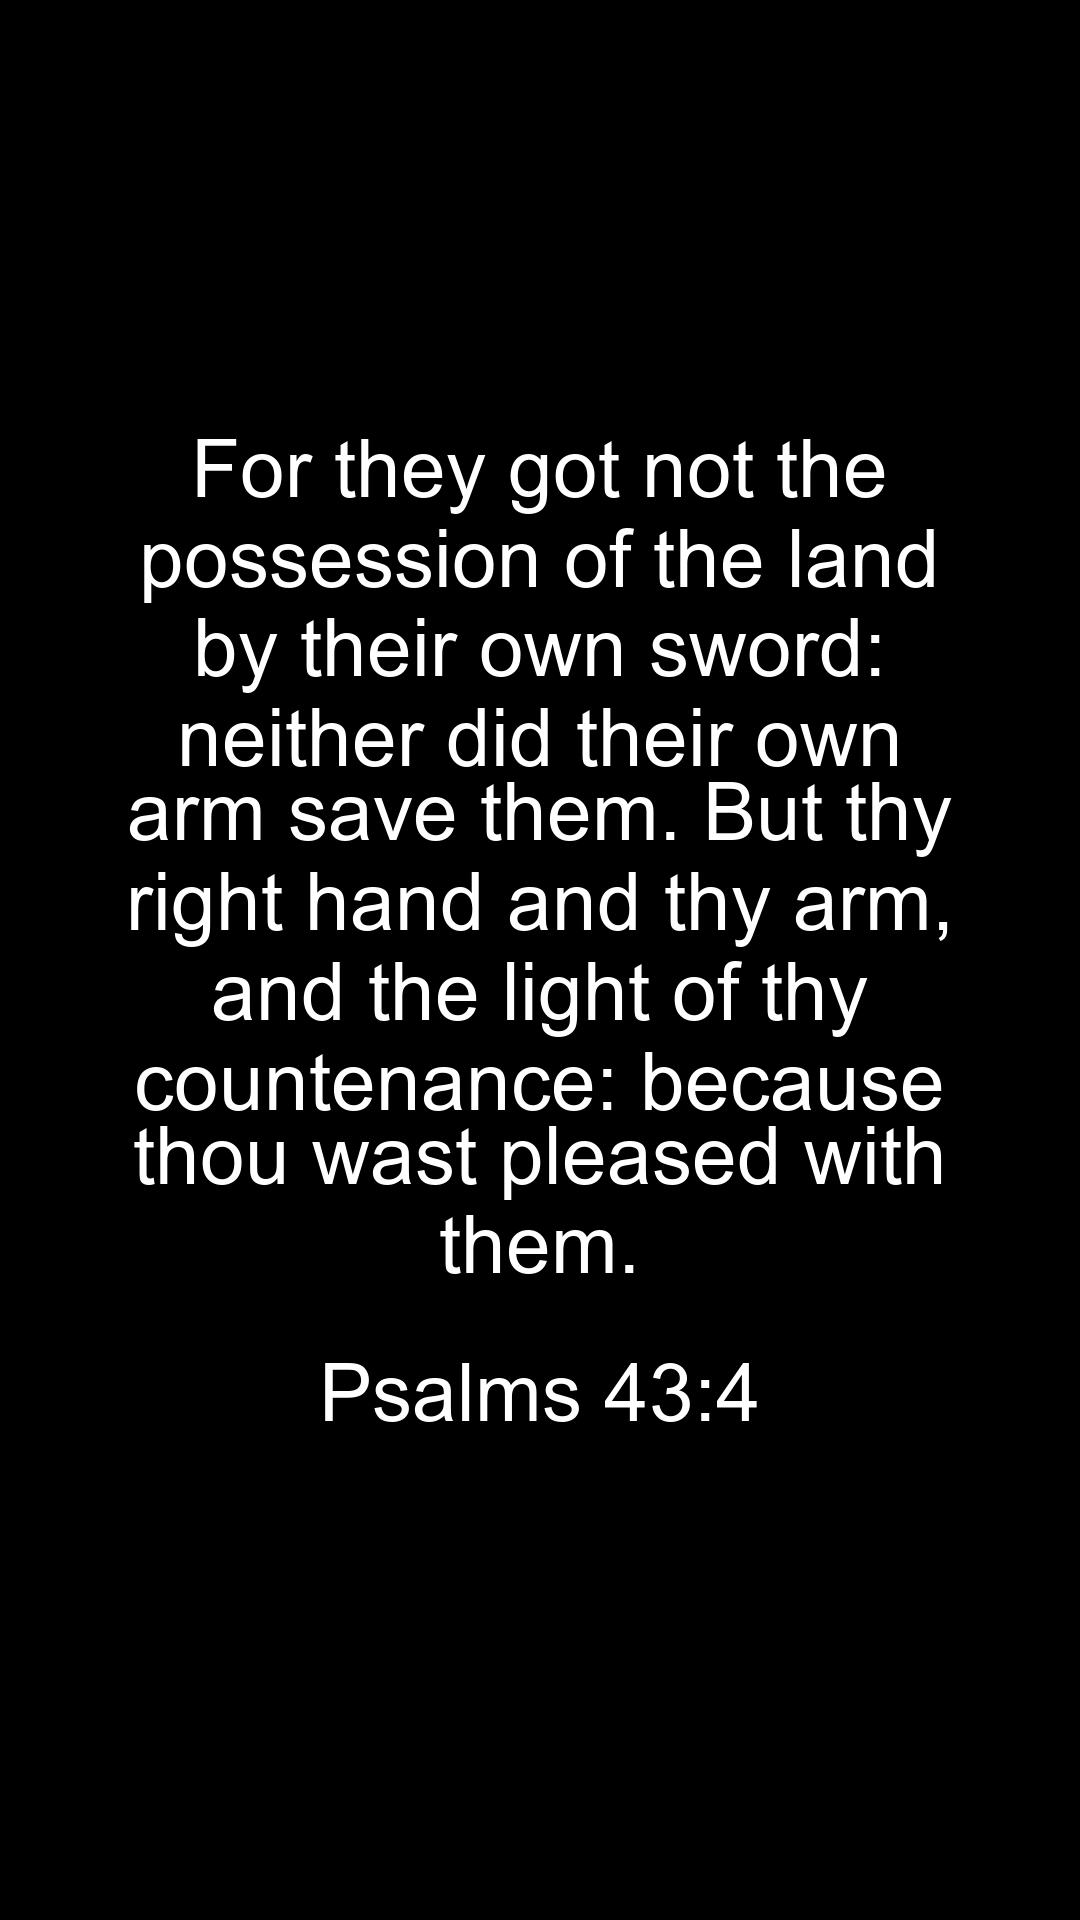 For they got not the
possession of the land
by their own sword:
neither did their own
arm save them. But thy
right hand and thy arm,
and the light of thy
countenance: because
thou wast pleased with
them.
Psalms 43:4